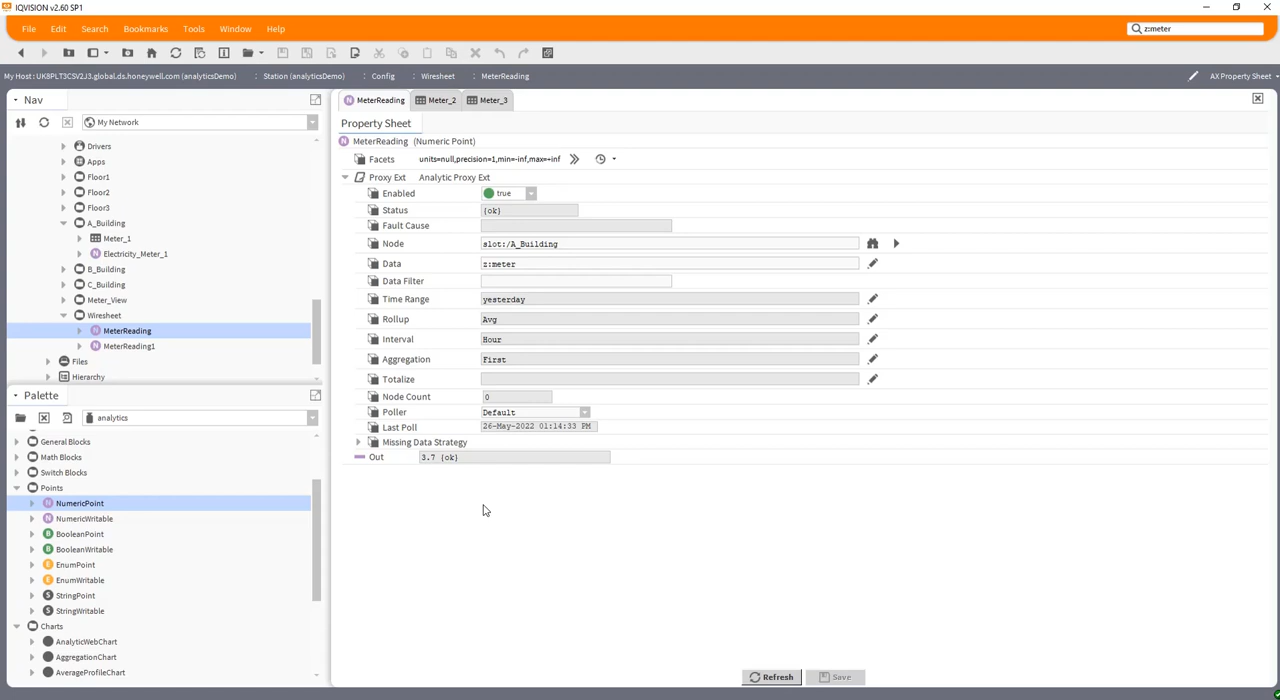 IQVISION v2.60 SP1
File Edit Search Bookmarks Tools Window Help
z:meter
My Host : UK8PLT3CSV2J3.global.ds.honeywell.com (analyticsDemo) : Station (analyticsDemo) : Config : Wiresheet : MeterReading
AX Property Sheet
Nav
My Network
Drivers
Apps
Floor1
Floor2
Floor3
A_Building
Meter_1
Electricity_Meter_1
B_Building
C_Building
Meter_View
Wiresheet
MeterReading
MeterReading1
Files
Hierarchy
Palette
analytics
General Blocks
Math Blocks
Switch Blocks
Points
NumericPoint
NumericWritable
BooleanPoint
BooleanWritable
EnumPoint
EnumWritable
StringPoint
StringWritable
Charts
AnalyticWebChart
AggregationChart
AverageProfileChart
MeterReading Meter_2 Meter_3
Property Sheet
MeterReading (Numeric Point)
Facets units=null,precision=1,min=-inf,max=+inf
Proxy Ext Analytic Proxy Ext
Enabled true
Status {ok}
Fault Cause
Node slot:/A_Building
Data z:meter
Data Filter
Time Range yesterday
Rollup Avg
Interval Hour
Aggregation First
Totalize
Node Count 0
Poller Default
Last Poll 26-May-2022 01:14:33 PM
Missing Data Strategy
Out 3.7 {ok}
Refresh Save